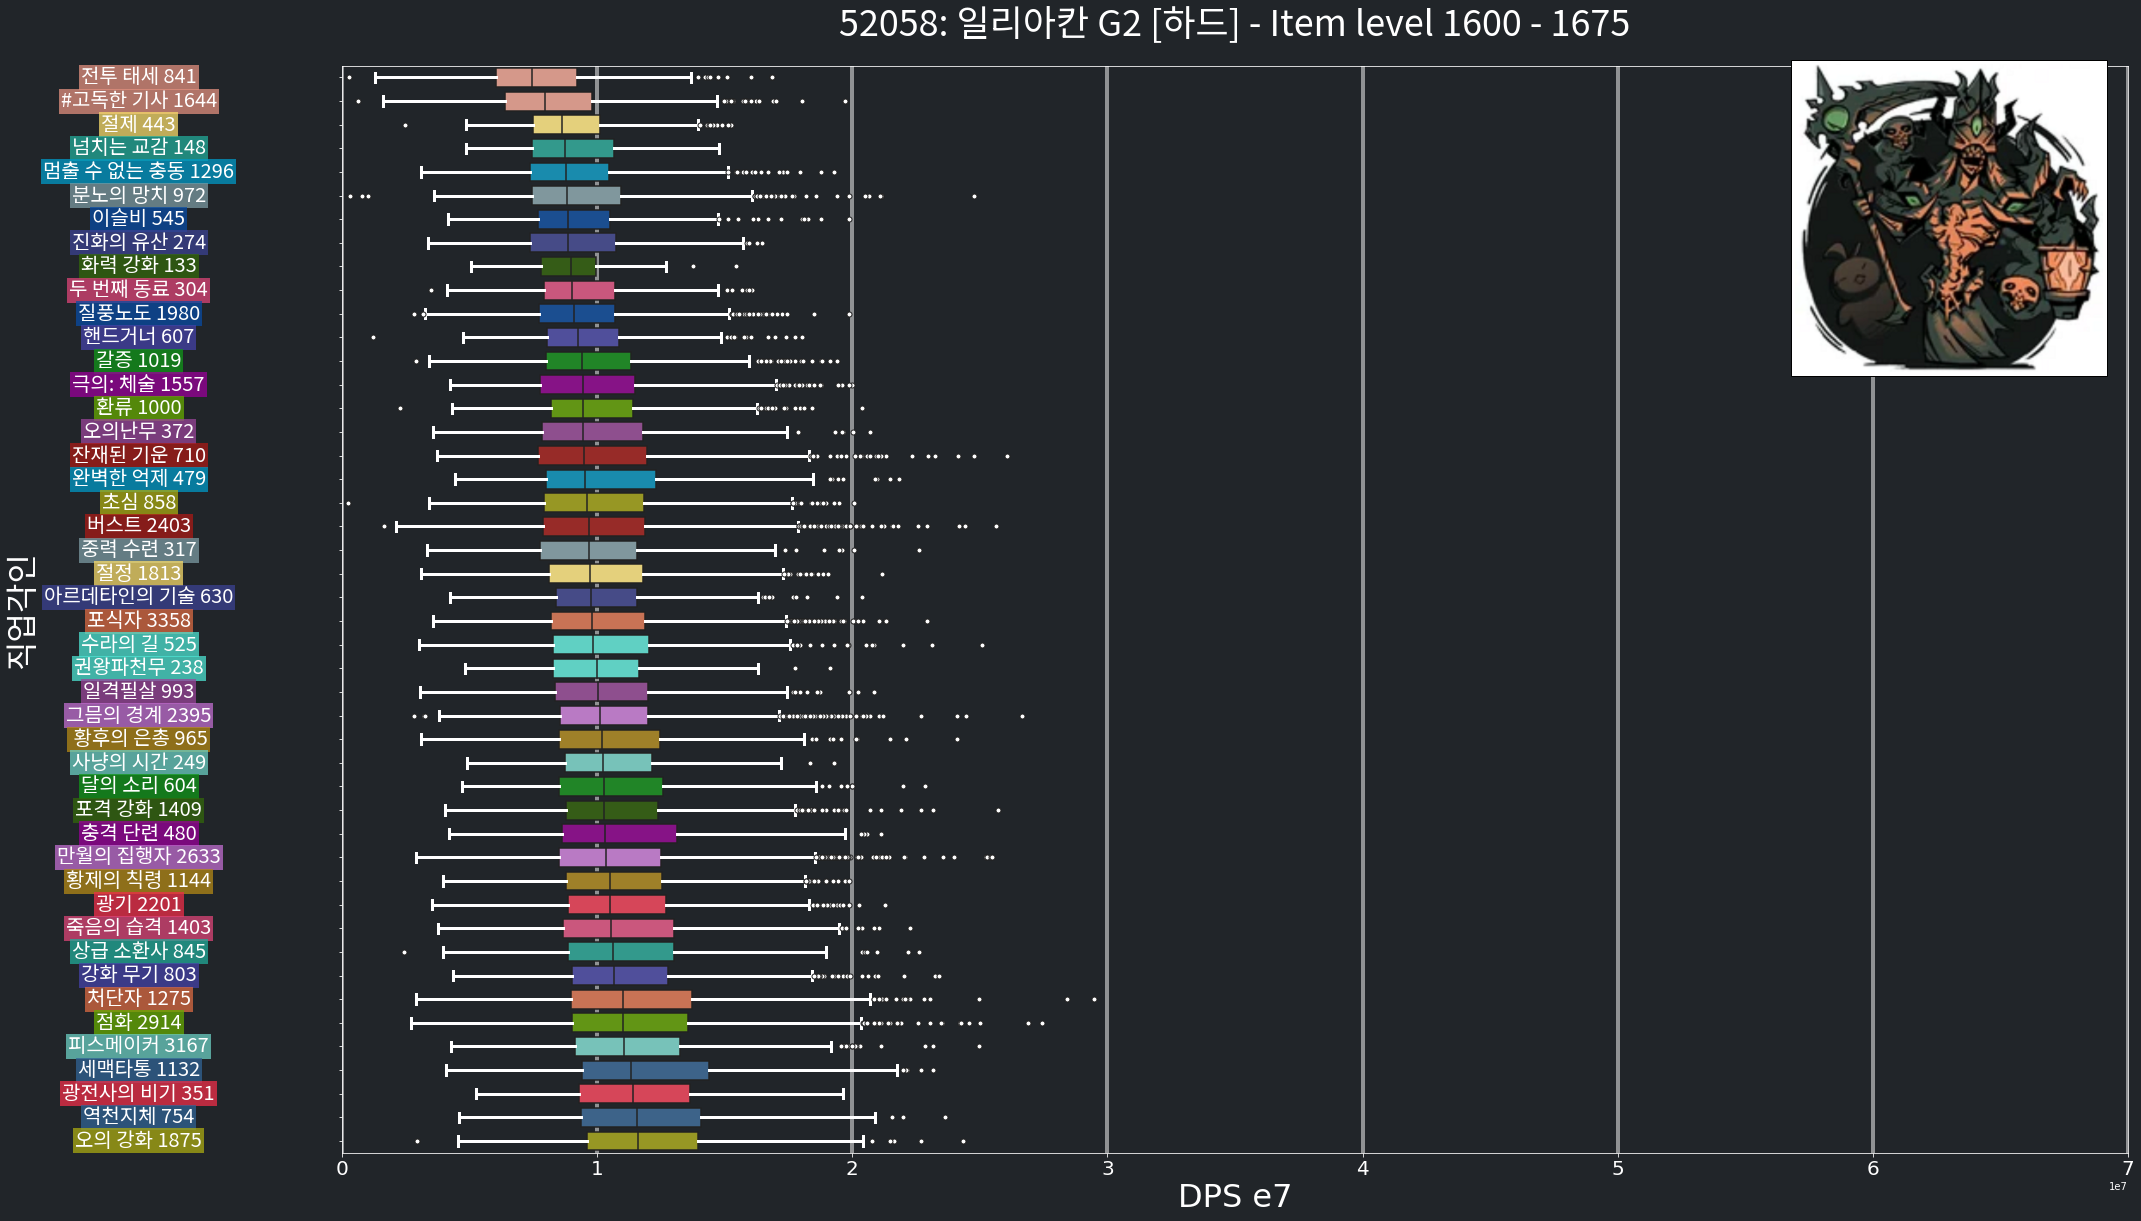 52058: 일리아칸 G2 [하드] - Item level 1600 - 1675
전투 태세 841
#고독한 기사 1644
절제 443
넘치는 교감 148
멈출 수 없는 충동 1296
분노의 망치 972
이슬비 545
진화의 유산 274
화력 강화 133
두 번째 동료 304
질풍노도 1980
핸드거너 607
갈증 1019
극의: 체술 1557
환류 1000
오의난무 372
잔재된 기운 710
완벽한 억제 479
초심 858
버스트 2403
중력 수련 317
절정 1813
아르데타인의 기술 630
포식자 3358
수라의 길 525
권왕파천무 238
일격필살 993
그믐의 경계 2395
황후의 은총 965
사냥의 시간 249
달의 소리 604
포격 강화 1409
충격 단련 480
만월의 집행자 2633
황제의 칙령 1144
광기 2201
죽음의 습격 1403
상급 소환사 845
강화 무기 803
처단자 1275
점화 2914
피스메이커 3167
세맥타통 1132
광전사의 비기 351
역천지체 754
오의 강화 1875
직업각인
0 1 2 3 4 5 6 7
1e7
DPS e7